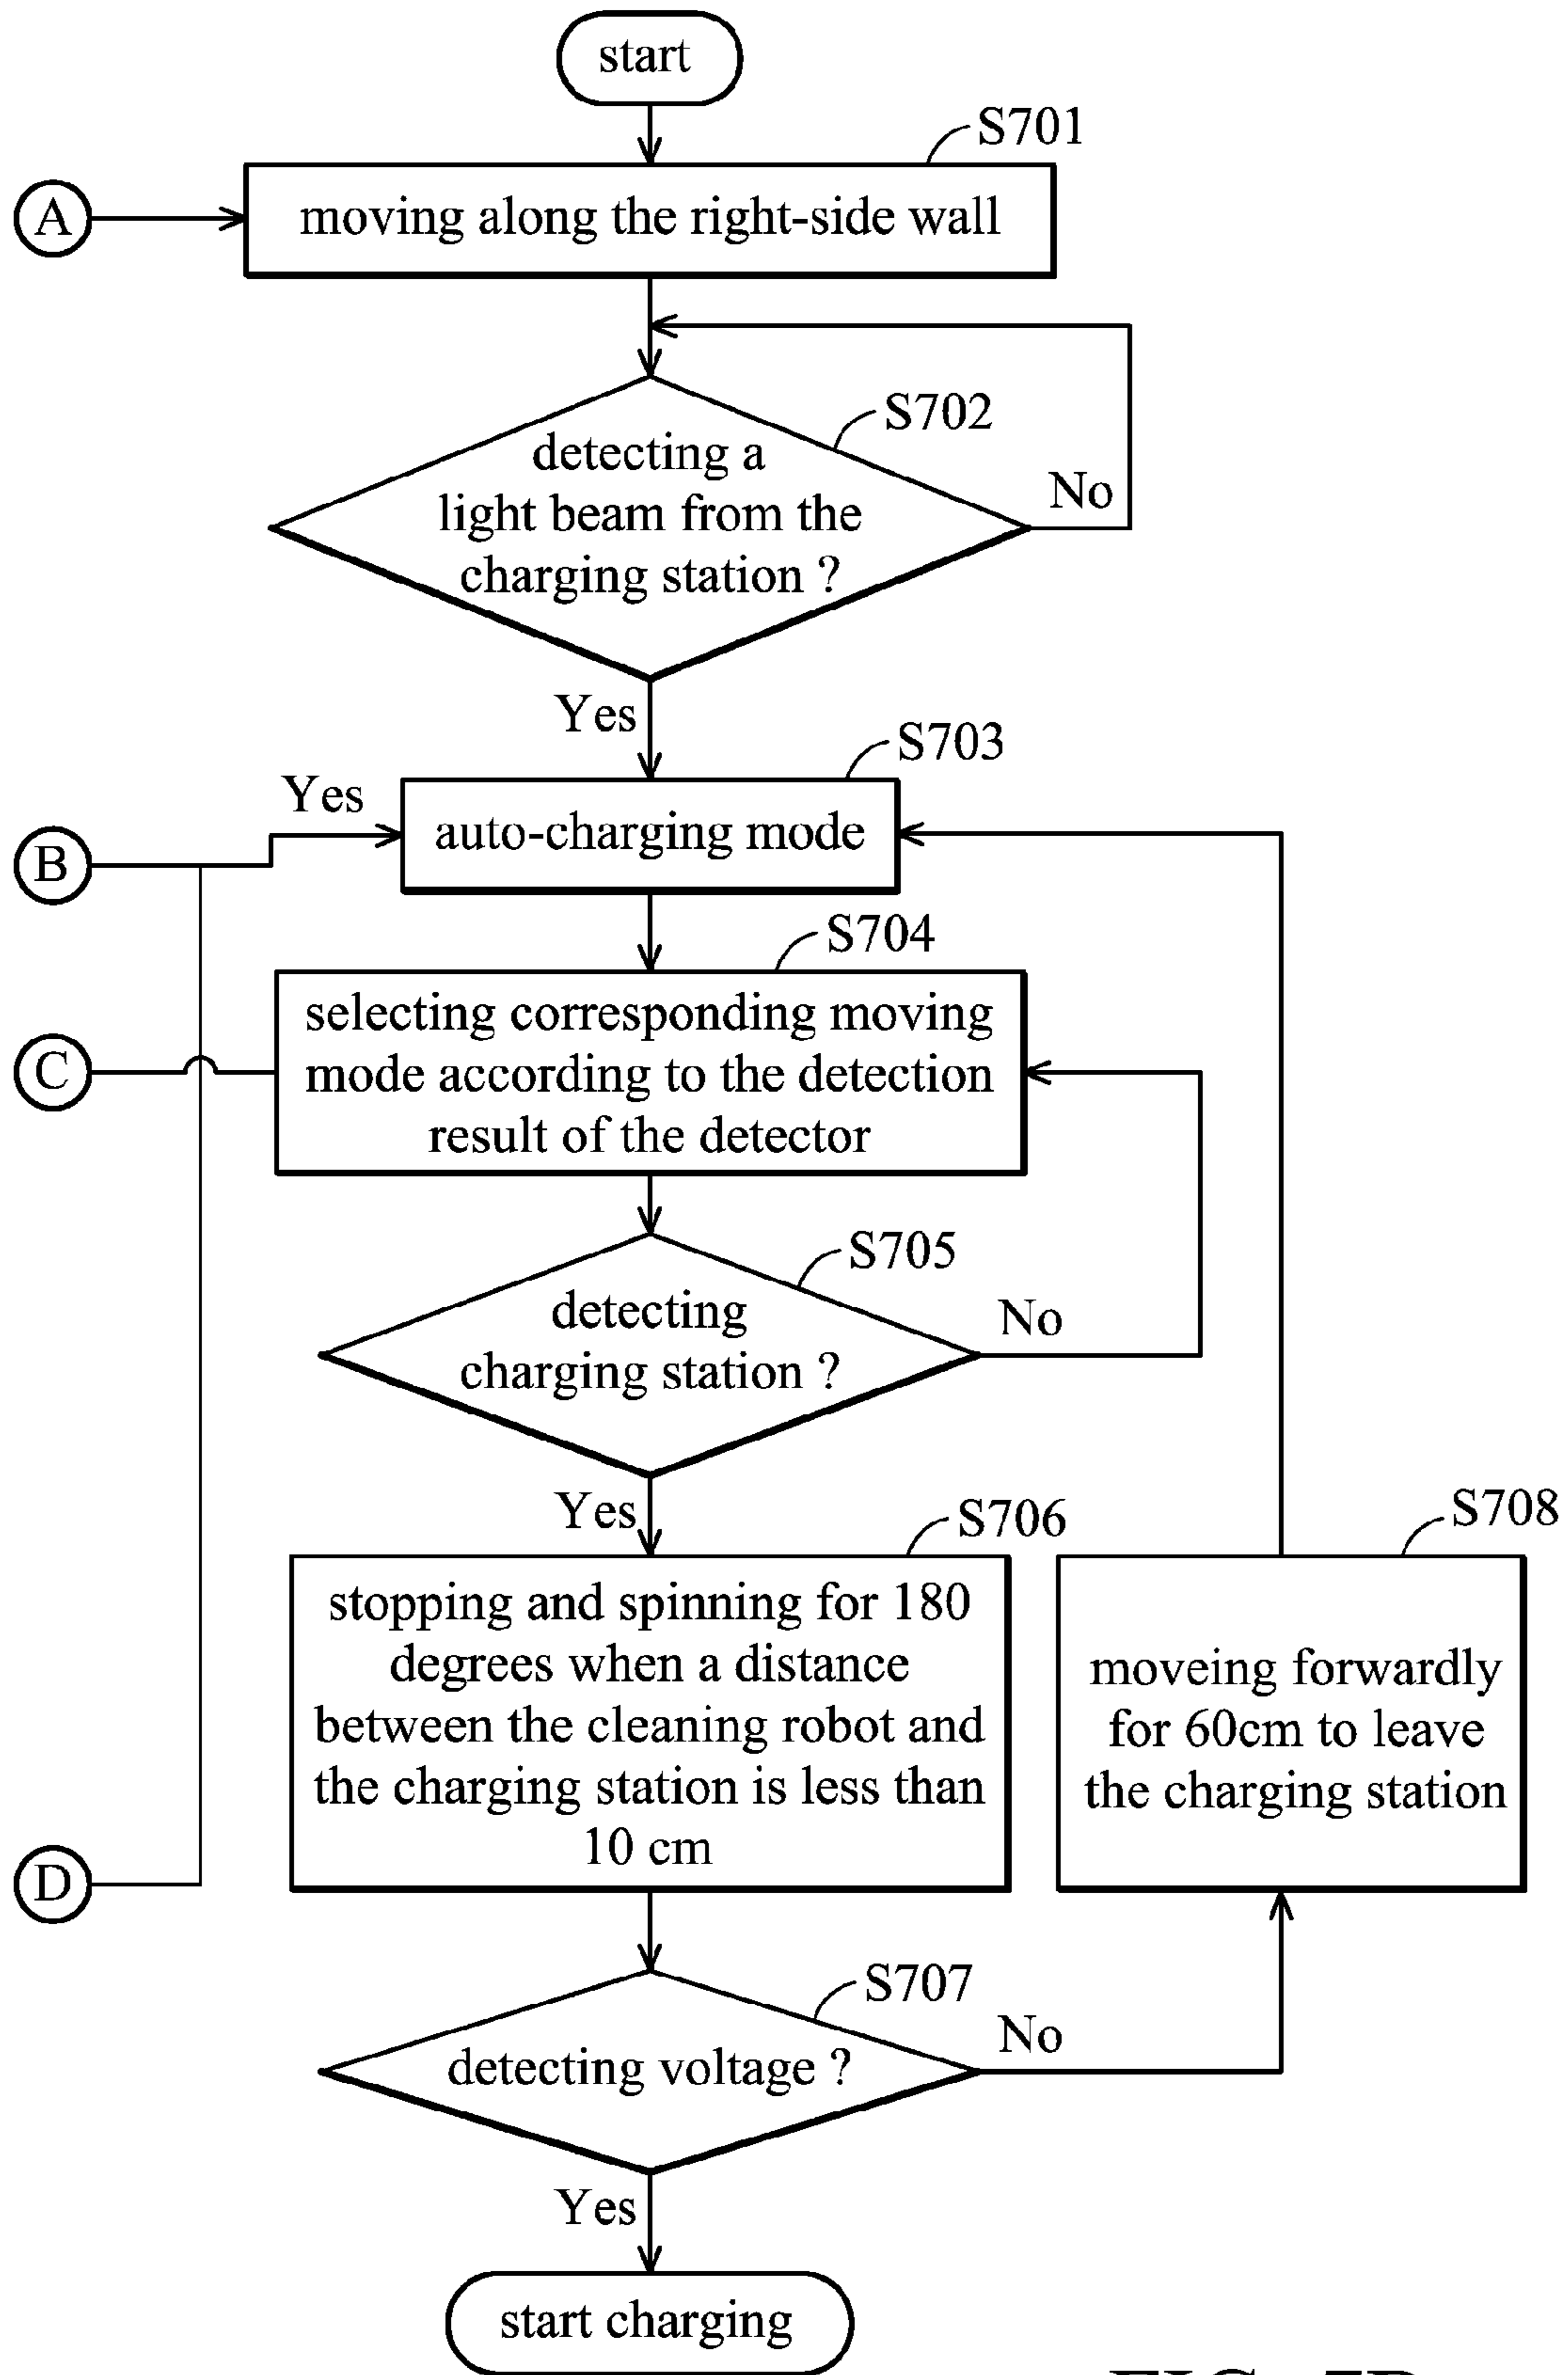 start
S701
A
moving along the right-side wall
S702
detecting a
light beam from the
charging station ?
No
Yes
S703
Yes
B
auto-charging mode
S704
selecting corresponding moving
mode according to the detection
result of the detector
C
S705
detecting
charging station ?
No
Yes
S706
stopping and spinning for 180
degrees when a distance
between the cleaning robot and
the charging station is less than
10 cm
S708
moveing forwardly
for 60cm to leave
the charging station
D
S707
detecting voltage ?
No
Yes
start charging